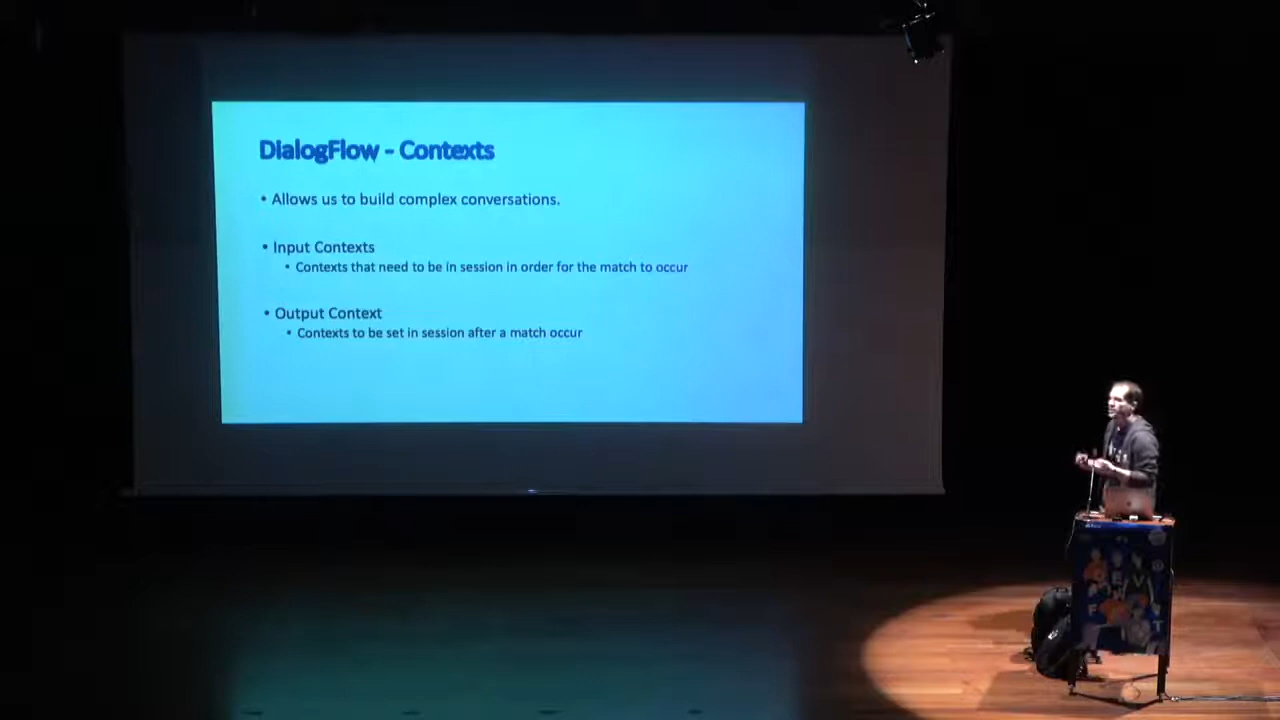 DialogFlow - Contexts
• Allows us to build complex conversations.
• Input Contexts
• Contexts that need to be in session in order for the match to occur
• Output Context
• Contexts to be set in session after a match occur